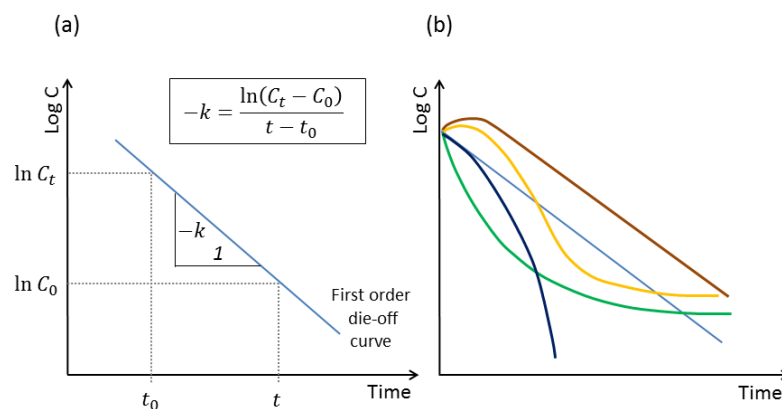 (a)
(b)
Log C
Log C
−k = ln(C_t − C_0) / t − t_0
ln C_t
−k
1
ln C_0
First order
die-off
curve
t_0
t
Time
Time